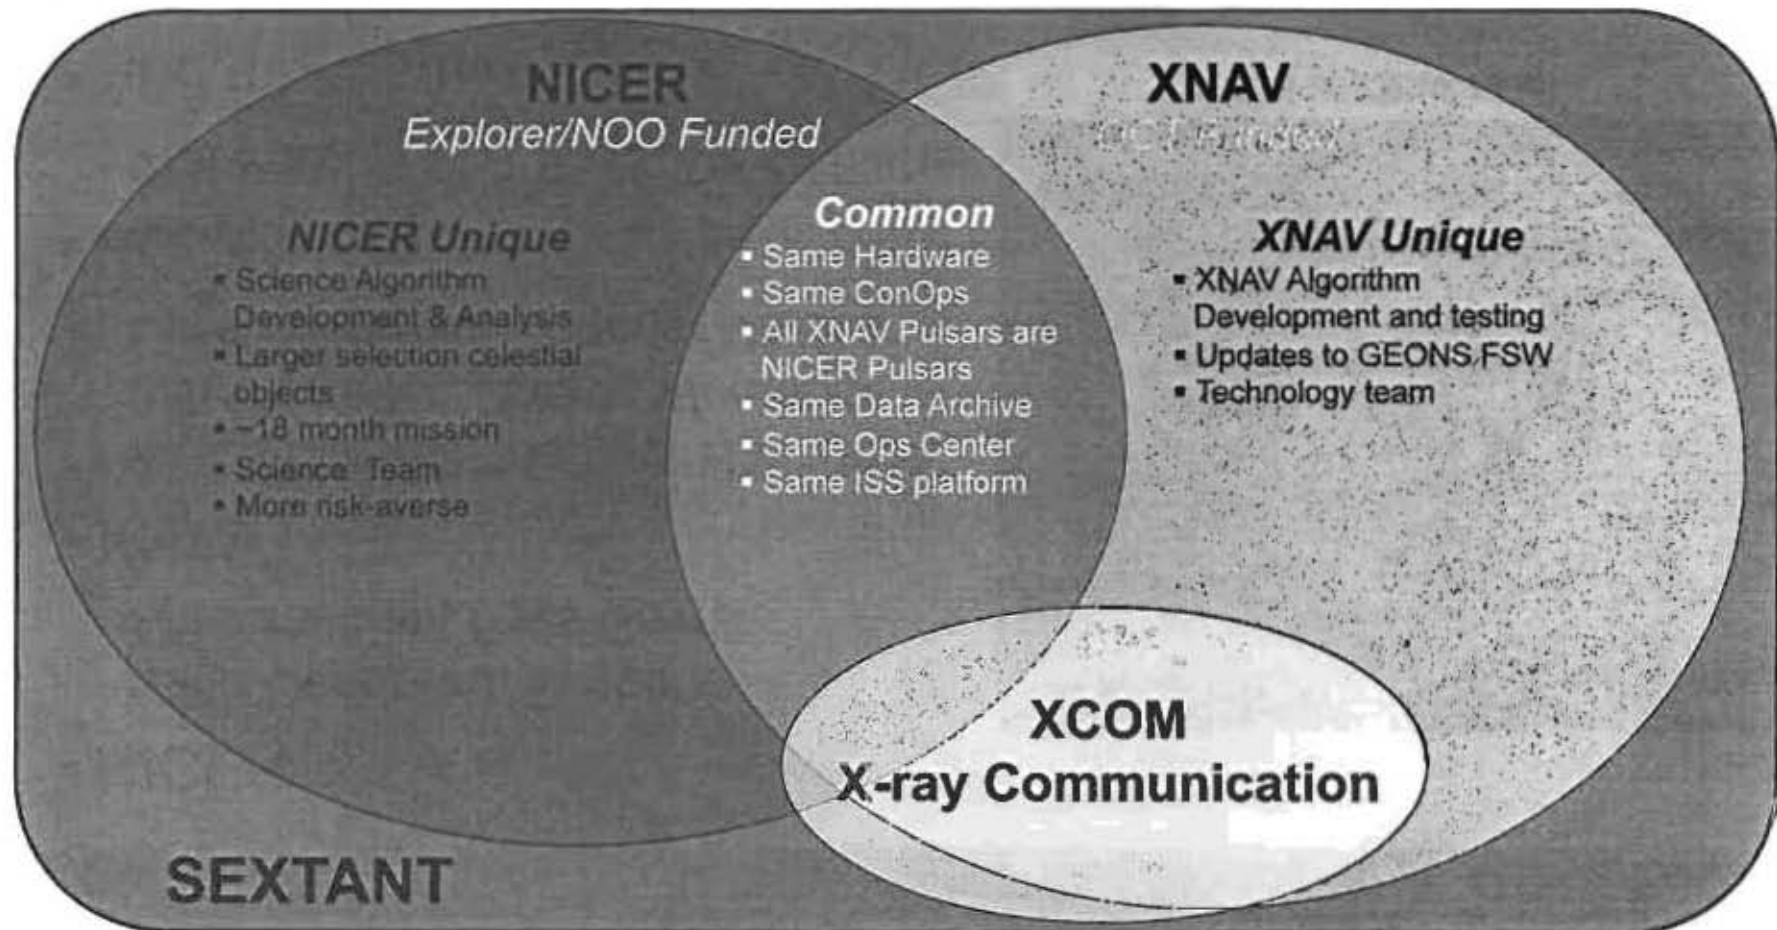 NICER
Explorer/NOO Funded
NICER Unique
▪ Science Algorithm
Development & Analysis
▪ Larger selection celestial
objects
▪ ~18 month mission
▪ Science Team
▪ More risk-averse
Common
▪ Same Hardware
▪ Same ConOps
▪ All XNAV Pulsars are
NICER Pulsars
▪ Same Data Archive
▪ Same Ops Center
▪ Same ISS platform
XNAV
OCT Funded
XNAV Unique
▪ XNAV Algorithm
Development and testing
▪ Updates to GEONS FSW
▪ Technology team
XCOM
X-ray Communication
SEXTANT